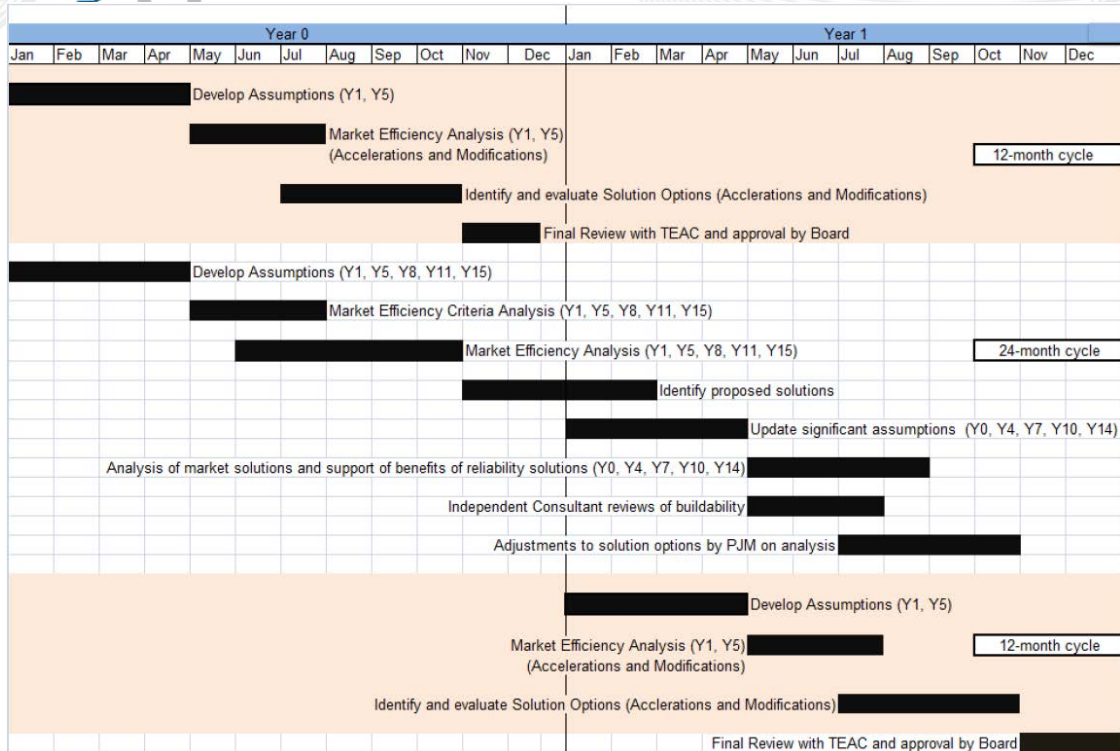 Year 0 Year 1
Jan Feb Mar Apr May Jun Jul Aug Sep Oct Nov Dec Jan Feb Mar Apr May Jun Jul Aug Sep Oct Nov Dec
Develop Assumptions (Y1, Y5)
Market Efficiency Analysis (Y1, Y5)
(Accelerations and Modifications)
12-month cycle
Identify and evaluate Solution Options (Acclerations and Modifications)
Final Review with TEAC and approval by Board
Develop Assumptions (Y1, Y5, Y8, Y11, Y15)
Market Efficiency Criteria Analysis (Y1, Y5, Y8, Y11, Y15)
Market Efficiency Analysis (Y1, Y5, Y8, Y11, Y15)
24-month cycle
Identify proposed solutions
Update significant assumptions (Y0, Y4, Y7, Y10, Y14)
Analysis of market solutions and support of benefits of reliability solutions (Y0, Y4, Y7, Y10, Y14)
Independent Consultant reviews of buildability
Adjustments to solution options by PJM on analysis
Develop Assumptions (Y1, Y5)
Market Efficiency Analysis (Y1, Y5)
(Accelerations and Modifications)
12-month cycle
Identify and evaluate Solution Options (Acclerations and Modifications)
Final Review with TEAC and approval by Board